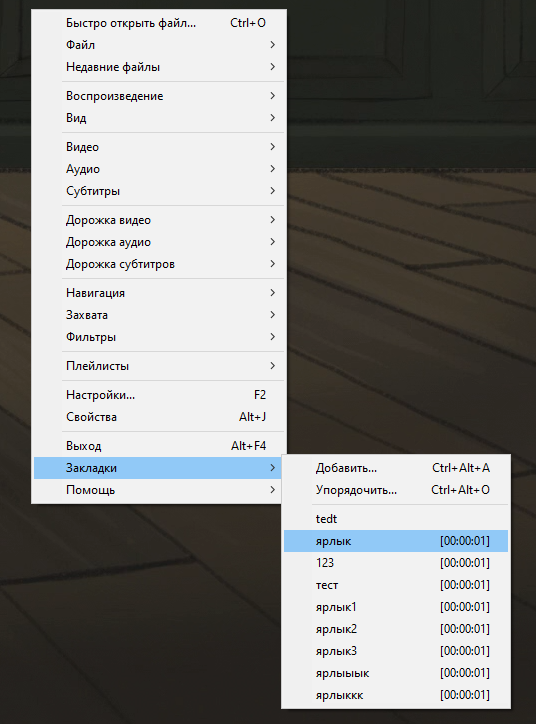 Быстро открыть файл... Ctrl+O
Файл
Недавние файлы
Воспроизведение
Вид
Видео
Аудио
Субтитры
Дорожка видео
Дорожка аудио
Дорожка субтитров
Навигация
Захвата
Фильтры
Плейлисты
Настройки... F2
Свойства Alt+J
Выход Alt+F4
Закладки
Помощь
Добавить... Ctrl+Alt+A
Упорядочить... Ctrl+Alt+O
tedt
ярлык [00:00:01]
123 [00:00:01]
тест [00:00:01]
ярлык1 [00:00:01]
ярлык2 [00:00:01]
ярлык3 [00:00:01]
ярлыыык [00:00:01]
ярлыккк [00:00:01]